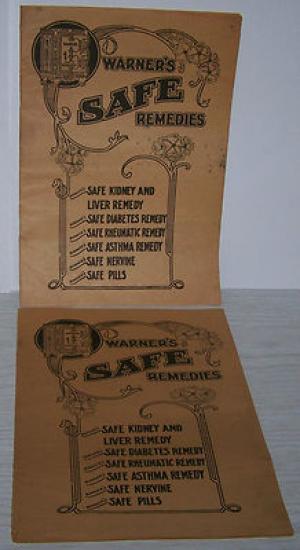 WARNER'S
SAFE
REMEDIES
SAFE KIDNEY AND
LIVER REMEDY
SAFE DIABETES REMEDY
SAFE RHEUMATIC REMEDY
SAFE ASTHMA REMEDY
SAFE NERVINE
SAFE PILLS
WARNER'S
SAFE
REMEDIES
SAFE KIDNEY AND
LIVER REMEDY
SAFE DIABETES REMEDY
SAFE RHEUMATIC REMEDY
SAFE ASTHMA REMEDY
SAFE NERVINE
SAFE PILLS